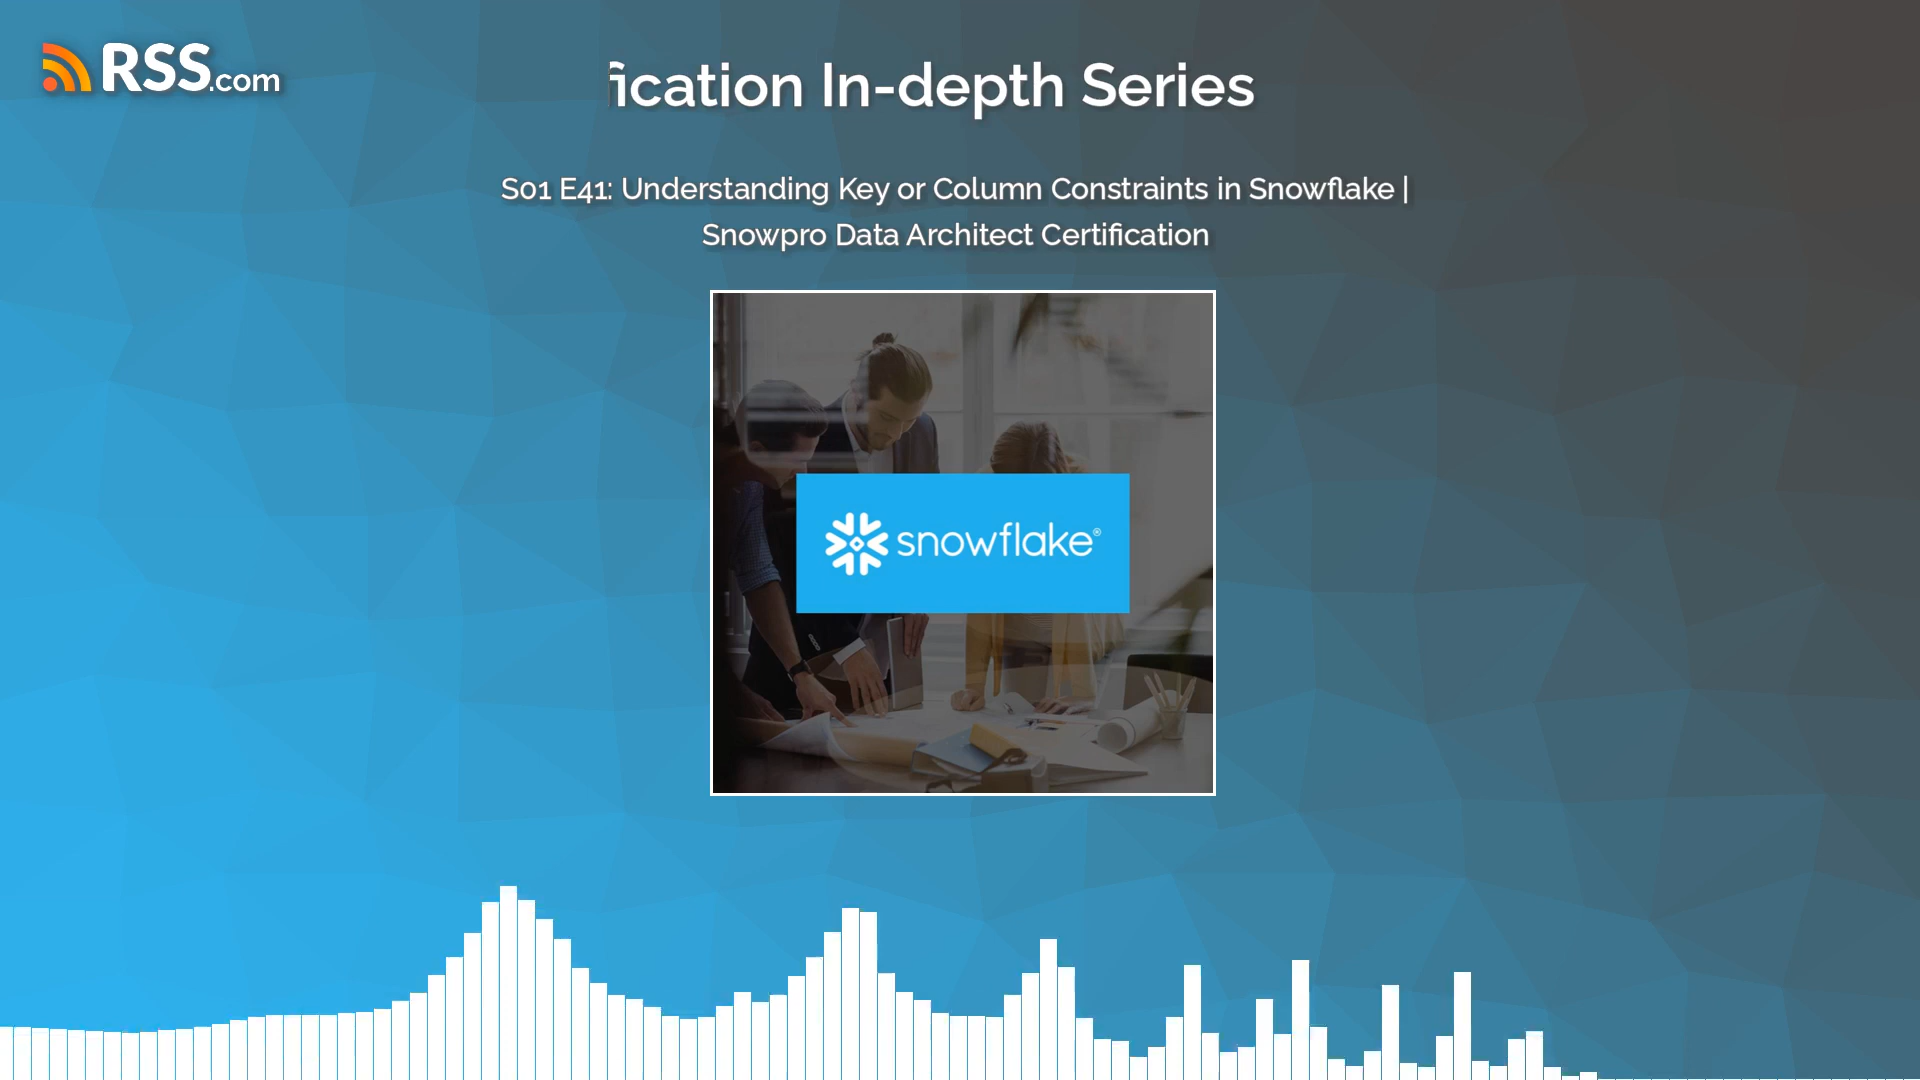 RSS.com
fication In-depth Series
S01 E41: Understanding Key or Column Constraints in Snowflake |
Snowpro Data Architect Certification
snowflake®